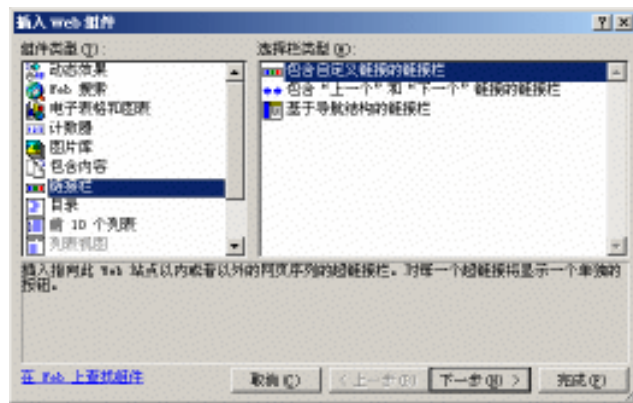 插入 Web 组件
组件类型(T):
选择栏类型(B):
动态效果
Web 搜索
电子表格和图表
计数器
图片库
包含内容
链接栏
目录
前 10 个列表
列表视图
包含自定义链接的链接栏
包含“上一个”和“下一个”链接的链接栏
基于导航结构的链接栏
插入指向此 Web 站点以内或者以外的网页序列的超链接栏。对每一个超链接将显示一个单独的
按钮。
在 Web 上查找组件
取消(C)
< 上一步(B)
下一步(N) >
完成(F)